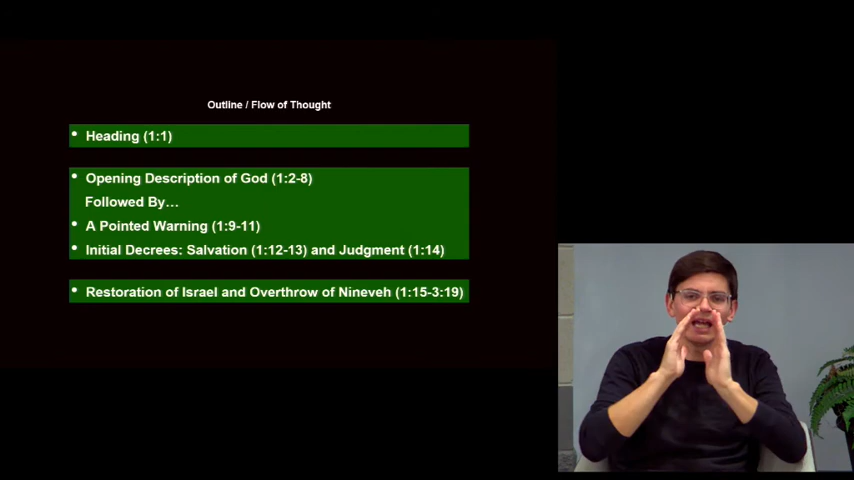 Outline / Flow of Thought
• Heading (1:1)
• Opening Description of God (1:2-8)
Followed By…
• A Pointed Warning (1:9-11)
• Initial Decrees: Salvation (1:12-13) and Judgment (1:14)
• Restoration of Israel and Overthrow of Nineveh (1:15-3:19)